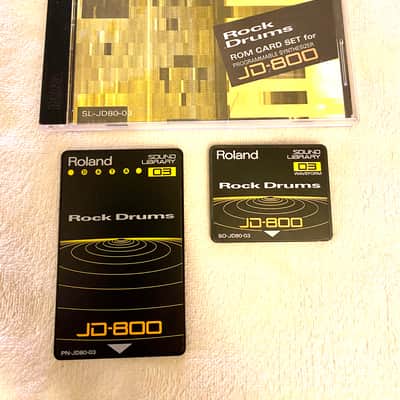 Rock
Drums
ROM CARD SET for
PROGRAMMABLE SYNTHESIZER
JD-800
SL-JD80-03
Roland
SOUND
LIBRARY
DATA
03
Rock Drums
JD-800
PN-JD80-03
Roland
SOUND
LIBRARY
03
WAVEFORM
Rock Drums
JD-800
SO-JD80-03